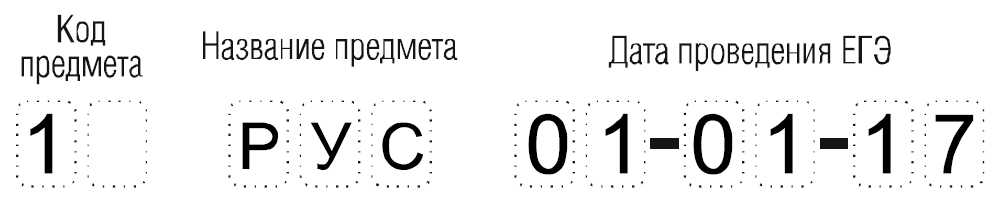 Код предмета
Название предмета
Дата проведения ЕГЭ
1
РУС
01-01-17